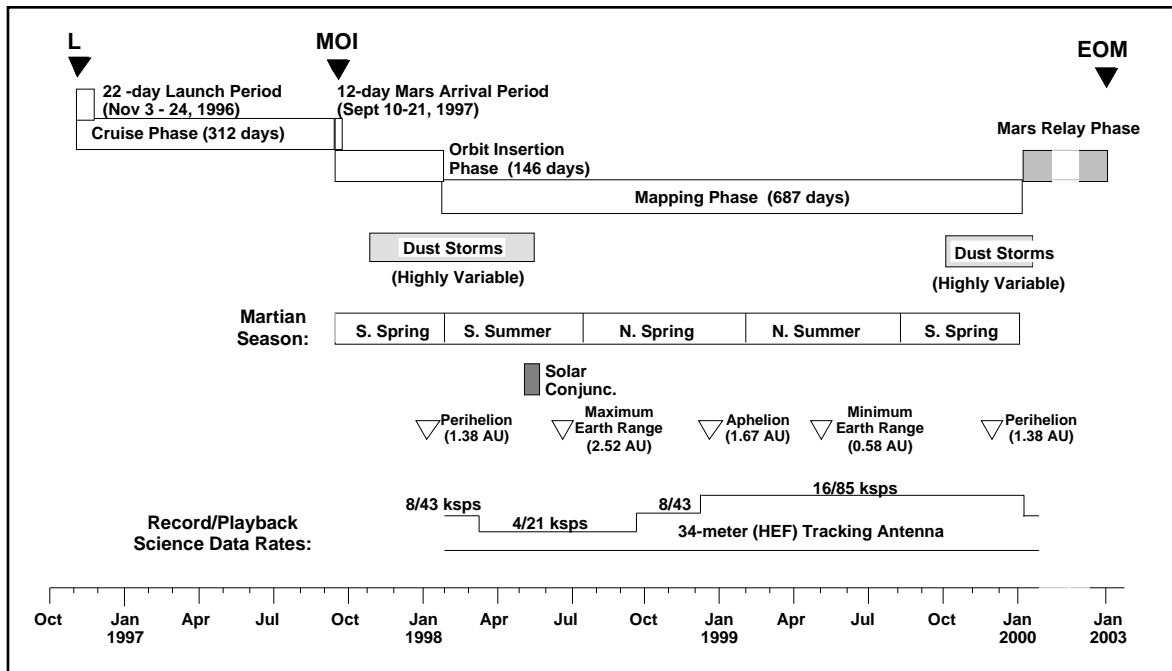 L
MOI
EOM
22 -day Launch Period
(Nov 3 - 24, 1996)
12-day Mars Arrival Period
(Sept 10-21, 1997)
Cruise Phase (312 days)
Mars Relay Phase
Orbit Insertion
Phase (146 days)
Mapping Phase (687 days)
Dust Storms
(Highly Variable)
Dust Storms
(Highly Variable)
Martian
Season:
S. Spring
S. Summer
N. Spring
N. Summer
S. Spring
Solar
Conjunc.
Perihelion
(1.38 AU)
Maximum
Earth Range
(2.52 AU)
Aphelion
(1.67 AU)
Minimum
Earth Range
(0.58 AU)
Perihelion
(1.38 AU)
Record/Playback
Science Data Rates:
8/43 ksps
4/21 ksps
8/43
16/85 ksps
34-meter (HEF) Tracking Antenna
Oct
Jan
1997
Apr
Jul
Oct
Jan
1998
Apr
Jul
Oct
Jan
1999
Apr
Jul
Oct
Jan
2000
Jan
2003